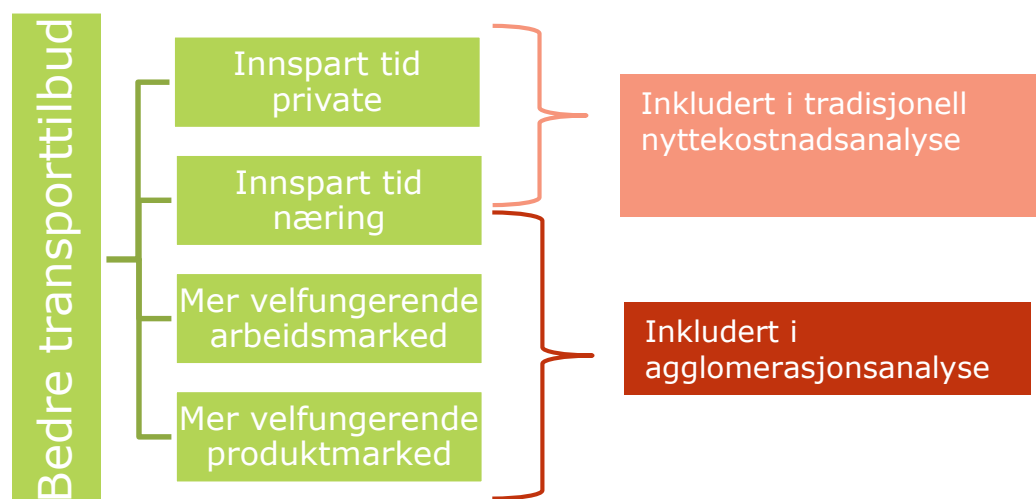 Bedre transporttilbud
Innspart tid
private
Innspart tid
næring
Mer velfungerende
arbeidsmarked
Mer velfungerende
produktmarked
Inkludert i tradisjonell
nyttekostnadsanalyse
Inkludert i
agglomerasjonsanalyse